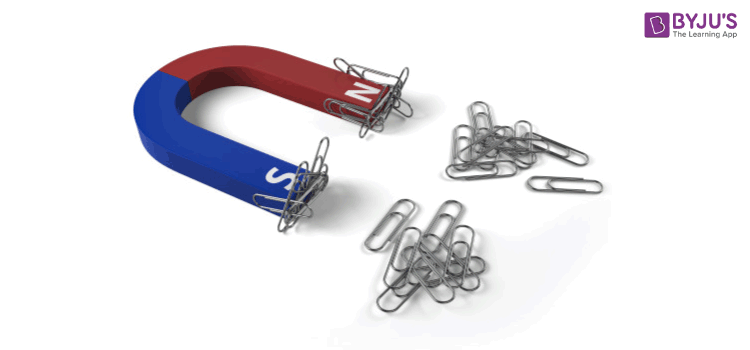 BYJU'S
The Learning App
N
S